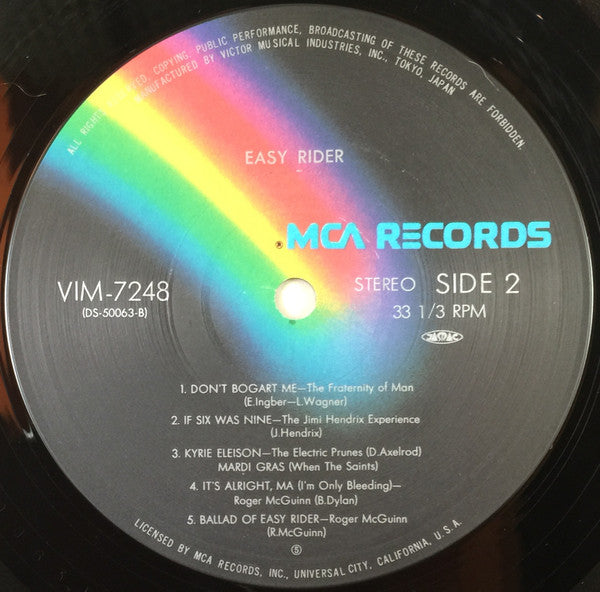 ALL RIGHTS RESERVED, COPYING, PUBLIC PERFORMANCE, BROADCASTING OF THESE RECORDS ARE FORBIDDEN.
MANUFACTURED BY VICTOR MUSICAL INDUSTRIES, INC., TOKYO, JAPAN
EASY RIDER
MCA RECORDS
VIM-7248
(DS-50063-B)
STEREO SIDE 2
33 1/3 RPM
1. DON'T BOGART ME—The Fraternity of Man
(E.Ingber—L.Wagner)
2. IF SIX WAS NINE—The Jimi Hendrix Experience
(J.Hendrix)
3. KYRIE ELEISON—The Electric Prunes (D.Axelrod)
MARDI GRAS (When The Saints)
4. IT'S ALRIGHT, MA (I'm Only Bleeding)—
Roger McGuinn (B.Dylan)
5. BALLAD OF EASY RIDER—Roger McGuinn
(R.McGuinn)
⑤
LICENSED BY MCA RECORDS, INC., UNIVERSAL CITY, CALIFORNIA, U.S.A.